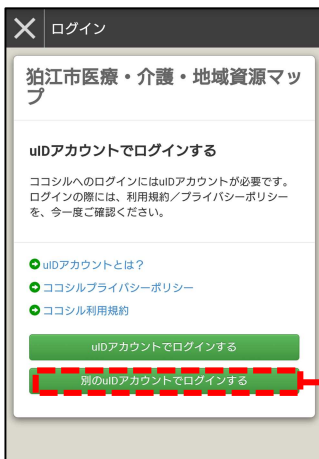 ログイン
狛江市医療・介護・地域資源マッ
プ
uIDアカウントでログインする
ココシルへのログインにはuIDアカウントが必要です。
ログインの際には、利用規約／プライバシーポリシー
を、今一度ご確認ください。
uIDアカウントとは？
ココシルプライバシーポリシー
ココシル利用規約
uIDアカウントでログインする
別のuIDアカウントでログインする